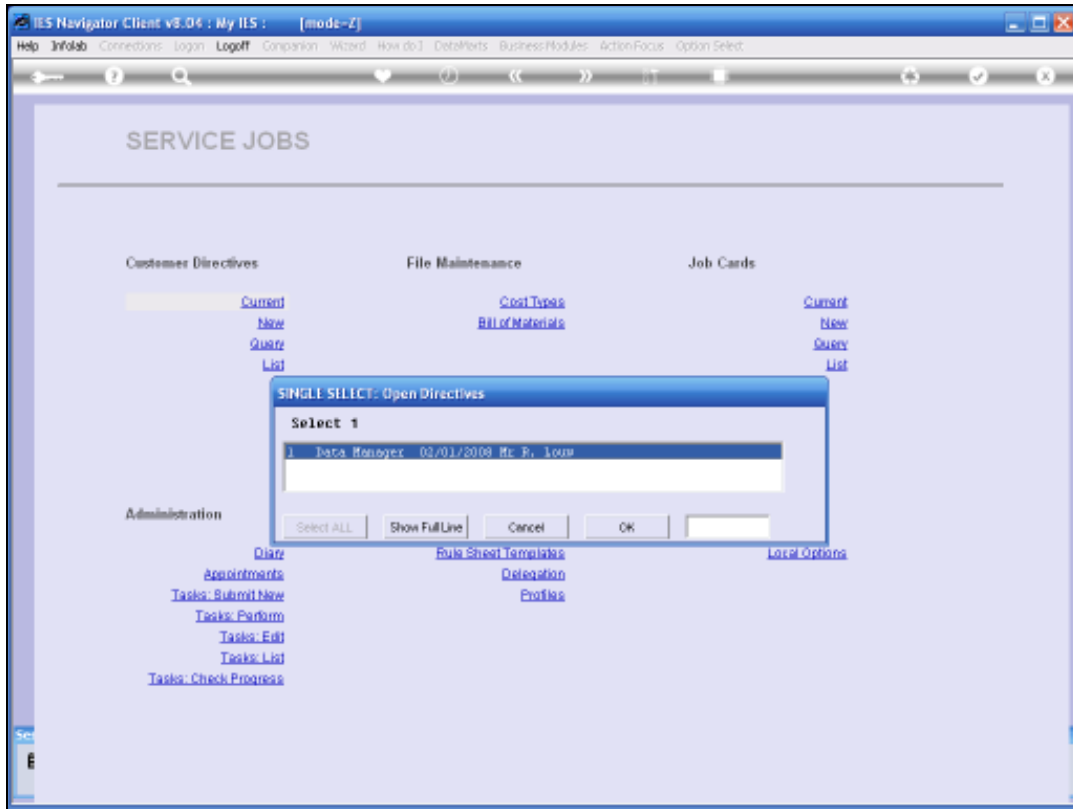 IES Navigator Client v8.04 : My IES : [mode=Z]
Help Infolab Connections Logon Logoff Companion Wizard How do I DataMarts Business Modules Action Focus Option Select
SERVICE JOBS
Customer Directives File Maintenance Job Cards
Current Cost Types Current
New Bill of Materials New
Query Query
List List
SINGLE SELECT: Open Directives
Select 1
1 Data Manager 02/01/2008 Mr R. Louw
Select ALL Show Full Line Cancel OK
Administration
Diary Rule Sheet Templates Local Options
Appointments Delegation
Tasks: Submit New Profiles
Tasks: Perform
Tasks: Edit
Tasks: List
Tasks: Check Progress